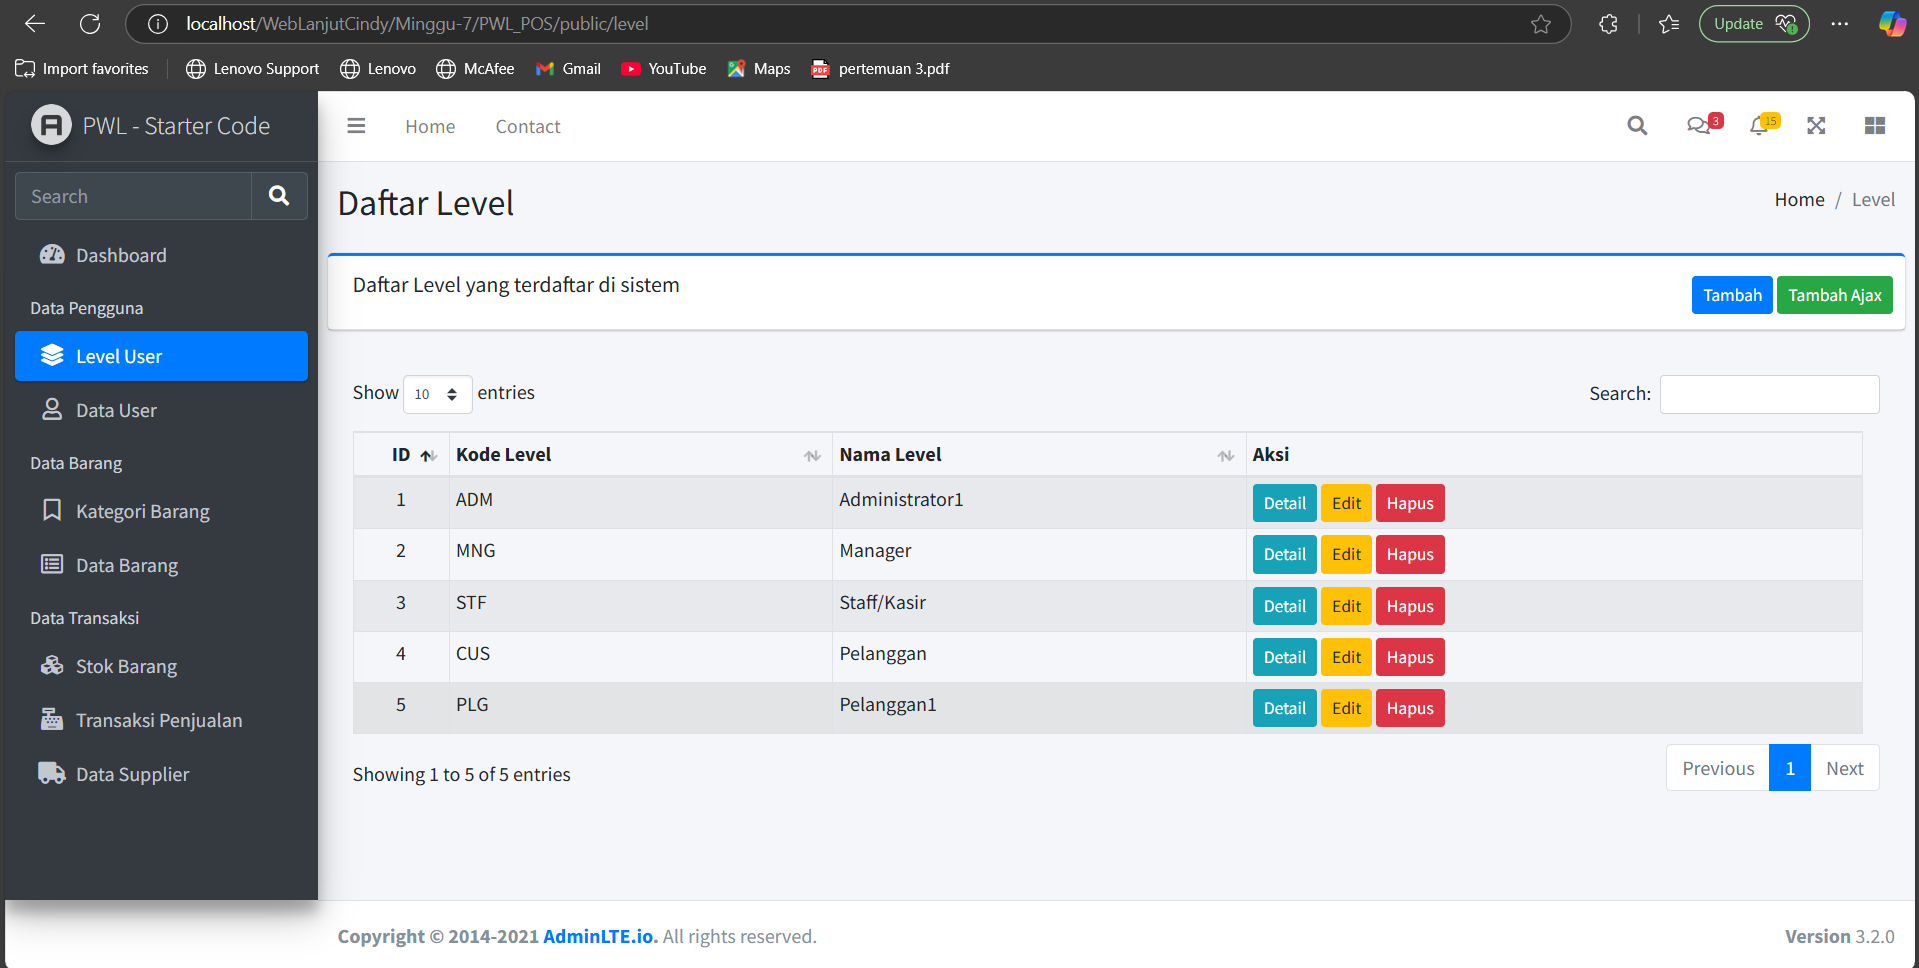 localhost/WebLanjutCindy/Minggu-7/PWL_POS/public/level
Update
Import favorites
Lenovo Support
Lenovo
McAfee
Gmail
YouTube
Maps
PDF
pertemuan 3.pdf
PWL - Starter Code
Home
Contact
3
15
Search
Daftar Level
Home / Level
Dashboard
Daftar Level yang terdaftar di sistem
Tambah
Tambah Ajax
Data Pengguna
Level User
Data User
Data Barang
Kategori Barang
Data Barang
Data Transaksi
Stok Barang
Transaksi Penjualan
Data Supplier
Show 10 entries
Search:
ID Kode Level Nama Level Aksi
1 ADM Administrator1 Detail Edit Hapus
2 MNG Manager Detail Edit Hapus
3 STF Staff/Kasir Detail Edit Hapus
4 CUS Pelanggan Detail Edit Hapus
5 PLG Pelanggan1 Detail Edit Hapus
Showing 1 to 5 of 5 entries
Previous 1 Next
Copyright © 2014-2021 AdminLTE.io. All rights reserved.
Version 3.2.0